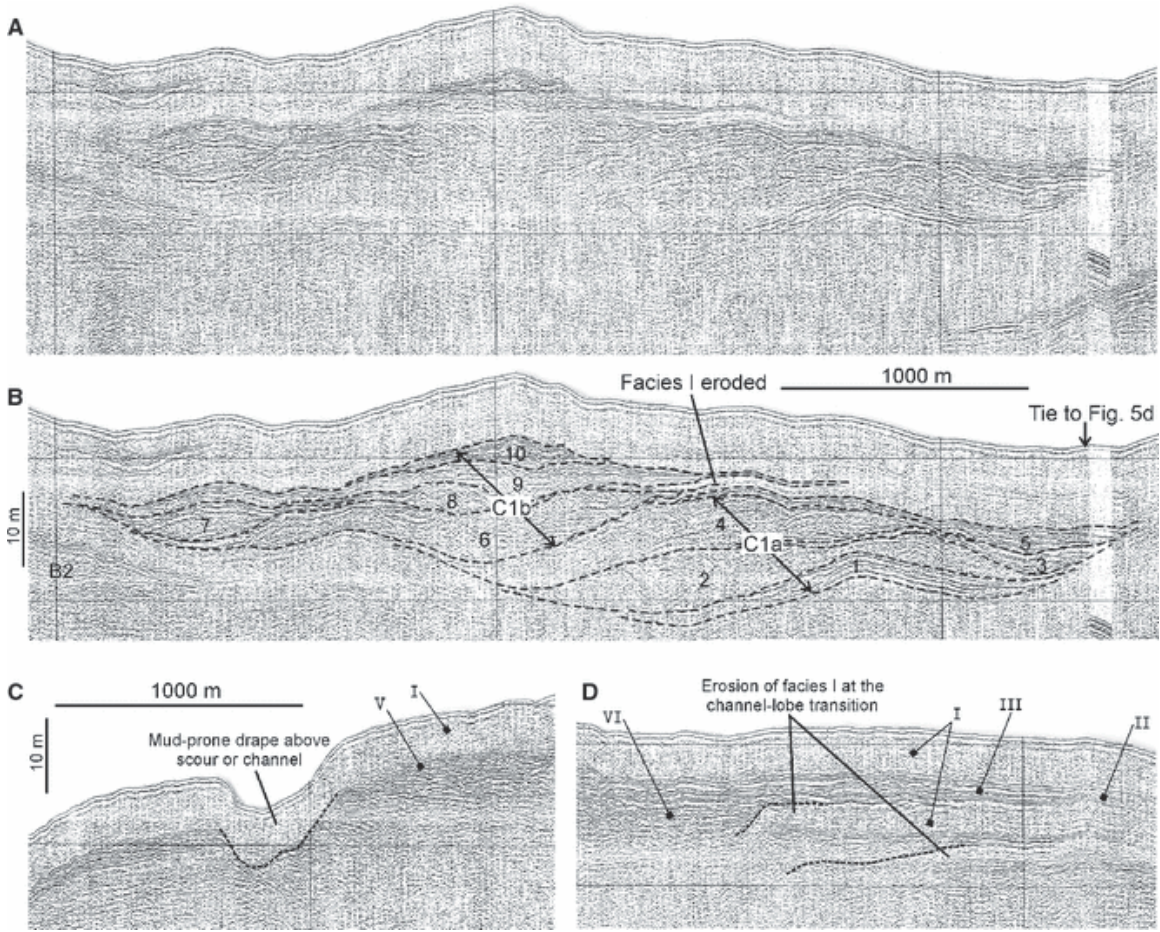 A
B
Facies I eroded
1000 m
Tie to Fig. 5d
10 m
10
9
8
C1b
7
6
4
C1a
5
3
1
2
B2
C
1000 m
I
V
10 m
Mud-prone drape above
scour or channel
D
Erosion of facies I at the
channel-lobe transition
VI
I
III
II